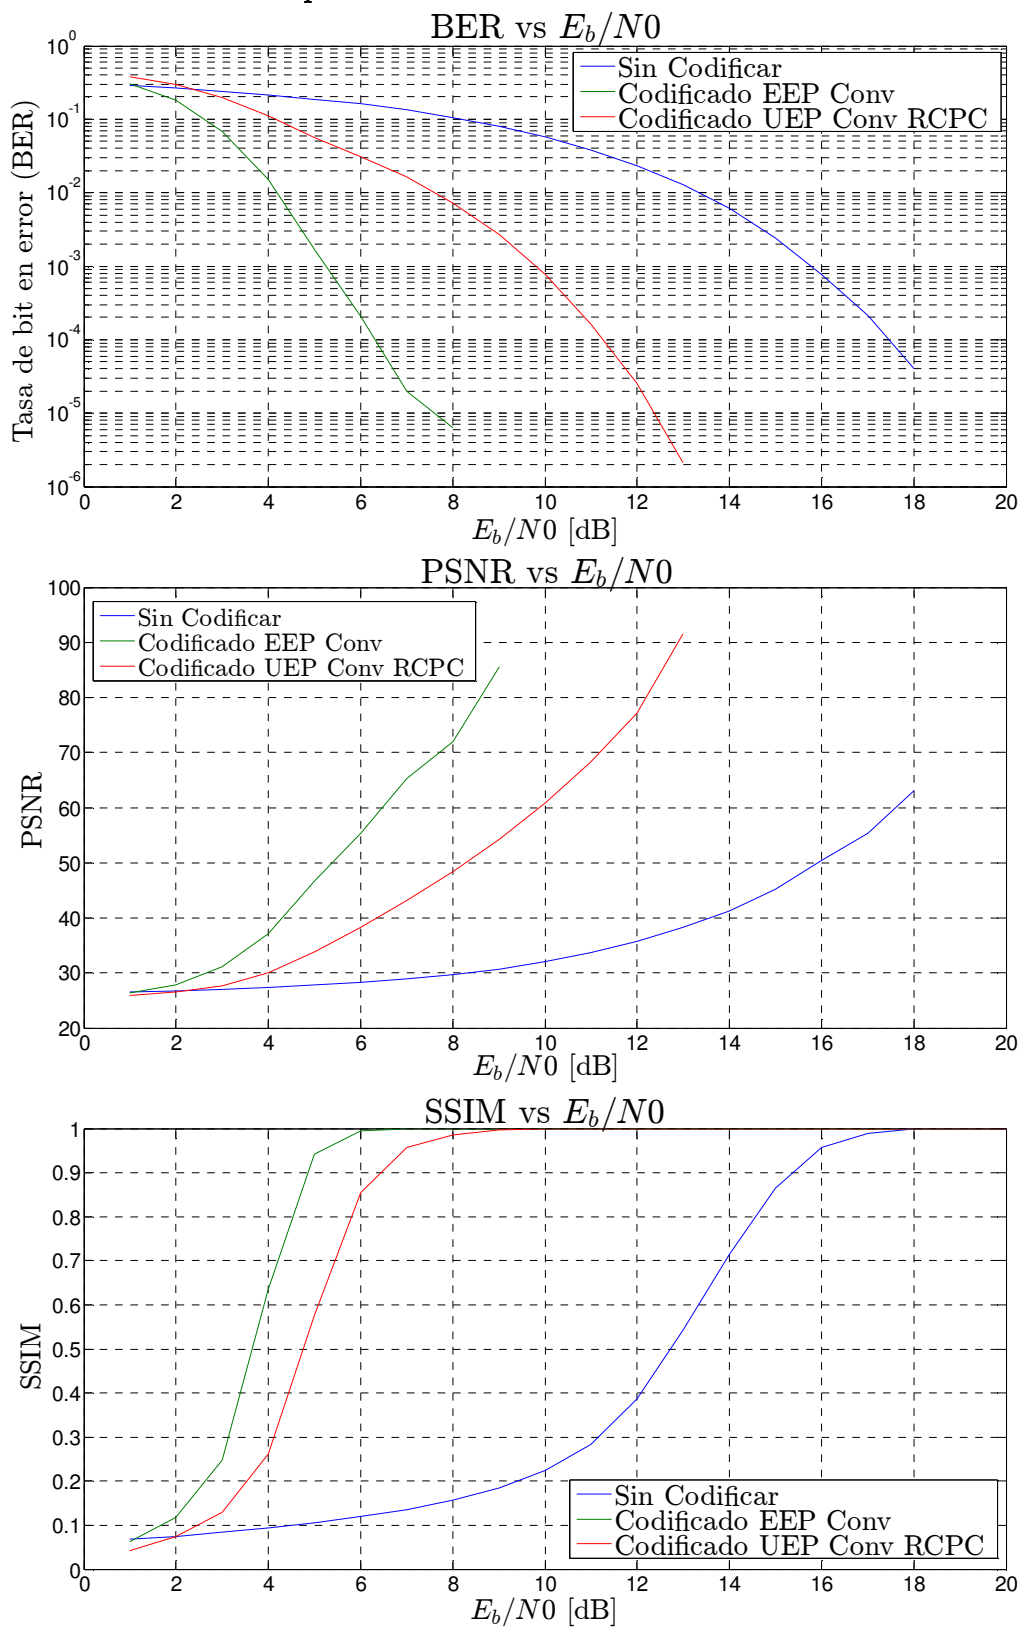 BER vs E_b/N0
10^0
10^-1
10^-2
10^-3
10^-4
10^-5
10^-6
Tasa de bit en error (BER)
Sin Codificar
Codificado EEP Conv
Codificado UEP Conv RCPC
0 2 4 6 8 10 12 14 16 18 20
E_b/N0 [dB]
PSNR vs E_b/N0
100
90
80
70
60
50
40
30
20
PSNR
Sin Codificar
Codificado EEP Conv
Codificado UEP Conv RCPC
0 2 4 6 8 10 12 14 16 18 20
E_b/N0 [dB]
SSIM vs E_b/N0
1
0.9
0.8
0.7
0.6
0.5
0.4
0.3
0.2
0.1
0
SSIM
Sin Codificar
Codificado EEP Conv
Codificado UEP Conv RCPC
0 2 4 6 8 10 12 14 16 18 20
E_b/N0 [dB]